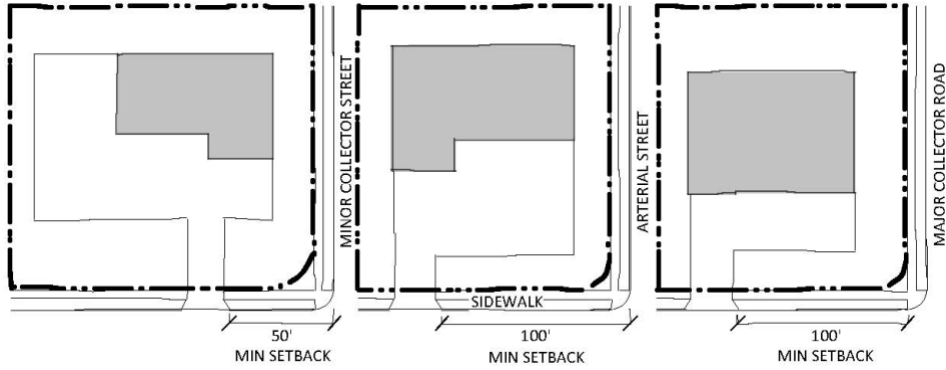 MINOR COLLECTOR STREET
ARTERIAL STREET
MAJOR COLLECTOR ROAD
SIDEWALK
50'
MIN SETBACK
100'
MIN SETBACK
100'
MIN SETBACK